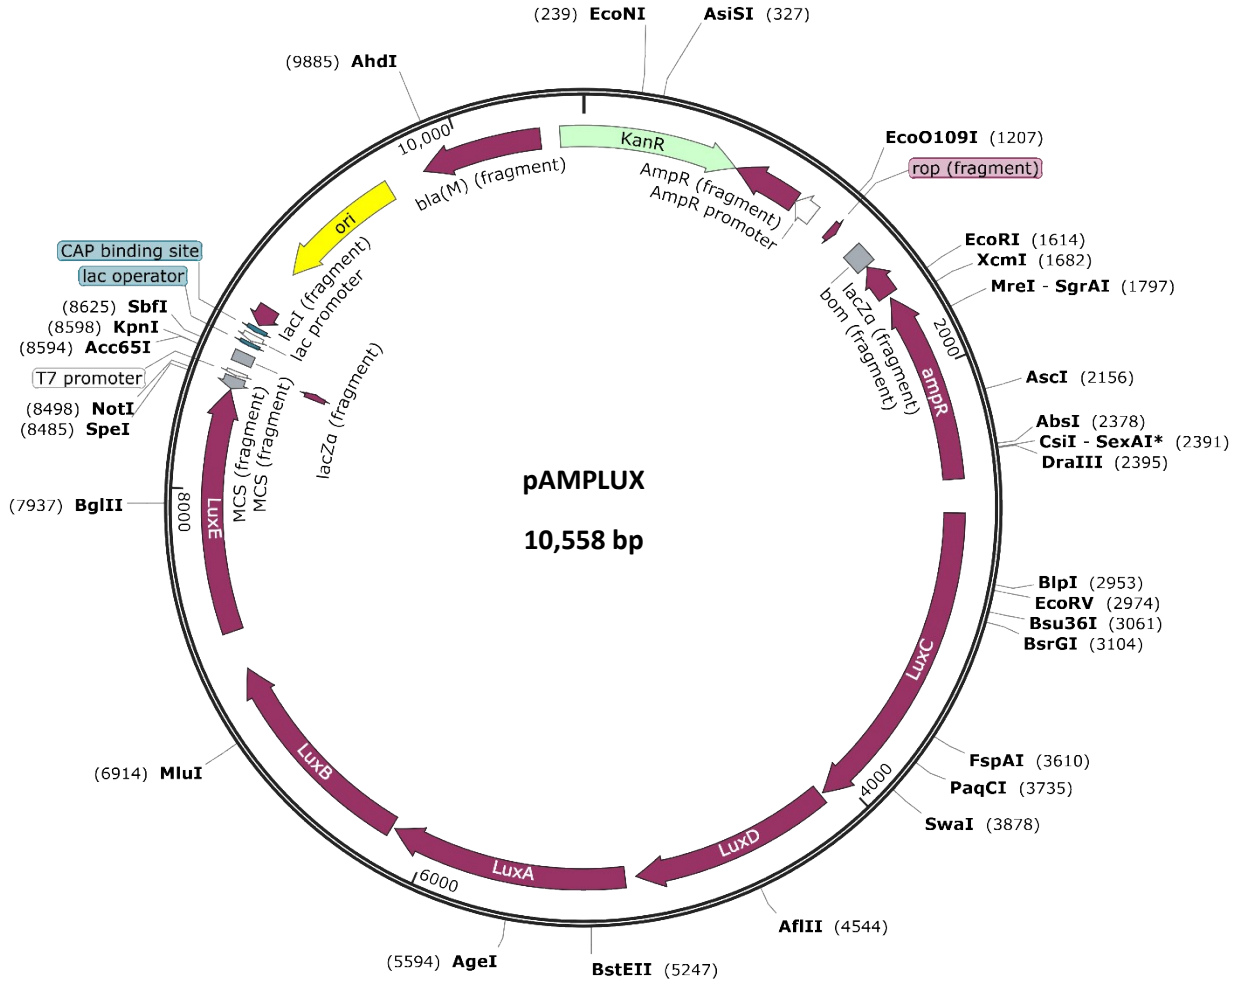 (239) EcoNI
AsiSI (327)
(9885) AhdI
10,000
KanR
EcoO109I (1207)
rop (fragment)
AmpR (fragment)
AmpR promoter
bla(M) (fragment)
ori
CAP binding site
lac operator
(8625) SbfI
(8598) KpnI
(8594) Acc65I
T7 promoter
(8498) NotI
(8485) SpeI
lacI (fragment)
lac promoter
lacZα (fragment)
MCS (fragment)
MCS (fragment)
EcoRI (1614)
XcmI (1682)
MreI - SgrAI (1797)
2000
lacZα (fragment)
bom (fragment)
ampR
AscI (2156)
AbsI (2378)
CsiI - SexAI* (2391)
DraIII (2395)
pAMPLUX
10,558 bp
(7937) BglII
8000
LuxE
BlpI (2953)
EcoRV (2974)
Bsu36I (3061)
BsrGI (3104)
LuxC
FspAI (3610)
PaqCI (3735)
SwaI (3878)
4000
(6914) MluI
LuxB
LuxD
LuxA
6000
AflII (4544)
(5594) AgeI
BstEII (5247)